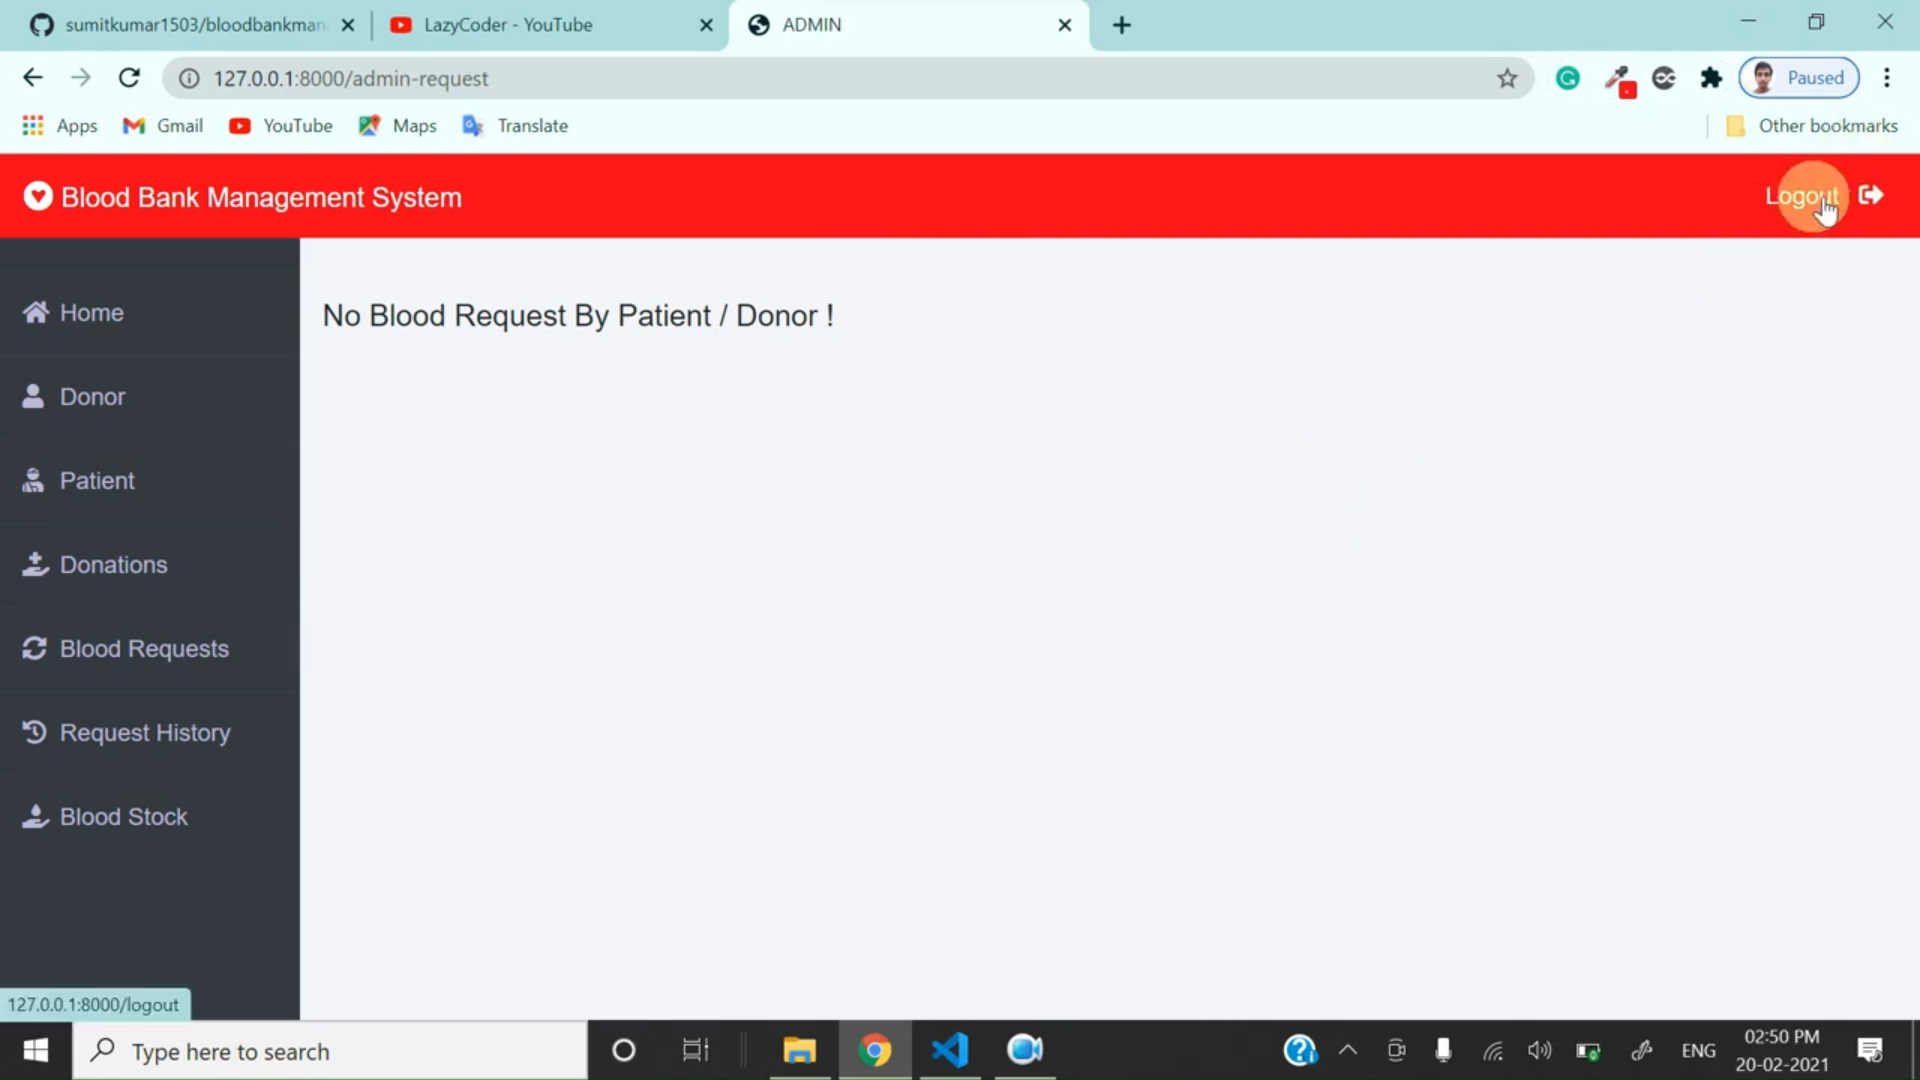 sumitkumar1503/bloodbankman
LazyCoder - YouTube
ADMIN
127.0.0.1:8000/admin-request
Paused
Apps
Gmail
YouTube
Maps
Translate
Other bookmarks
Blood Bank Management System
Logout
Home
No Blood Request By Patient / Donor !
Donor
Patient
Donations
Blood Requests
Request History
Blood Stock
127.0.0.1:8000/logout
Type here to search
ENG
02:50 PM
20-02-2021